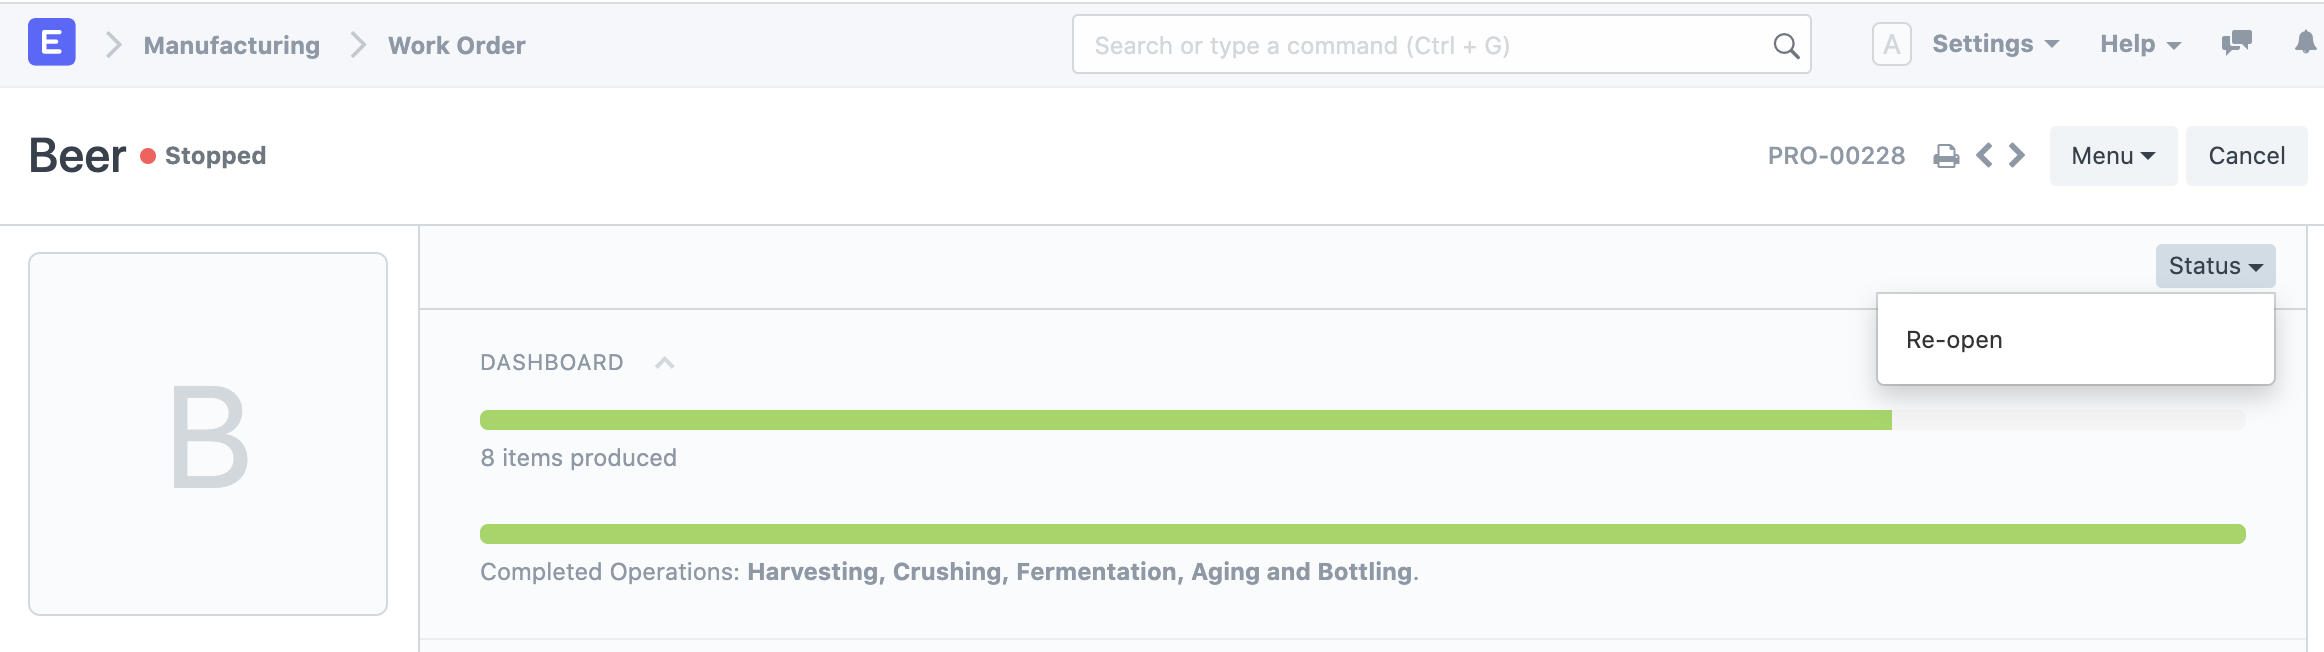 E Manufacturing Work Order Search or type a command (Ctrl + G) A Settings Help
Beer Stopped PRO-00228 Menu Cancel
Status
Re-open
B
DASHBOARD
8 items produced
Completed Operations: Harvesting, Crushing, Fermentation, Aging and Bottling.